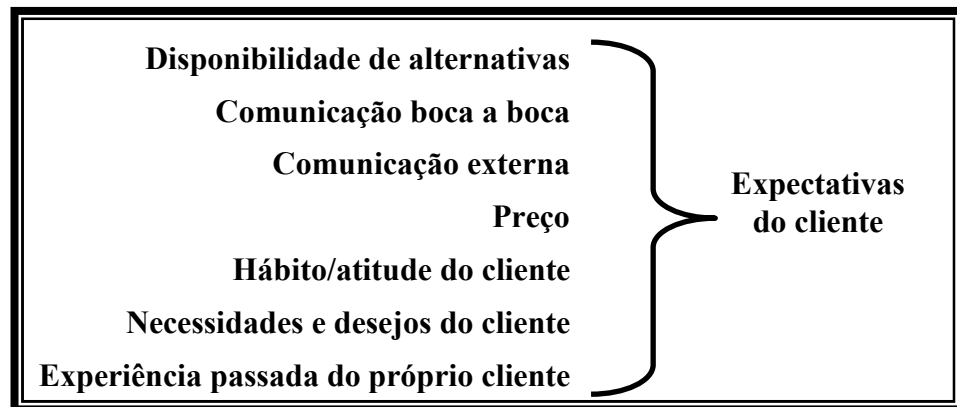 Disponibilidade de alternativas
Comunicação boca a boca
Comunicação externa
Preço
Hábito/atitude do cliente
Necessidades e desejos do cliente
Experiência passada do próprio cliente
Expectativas
do cliente